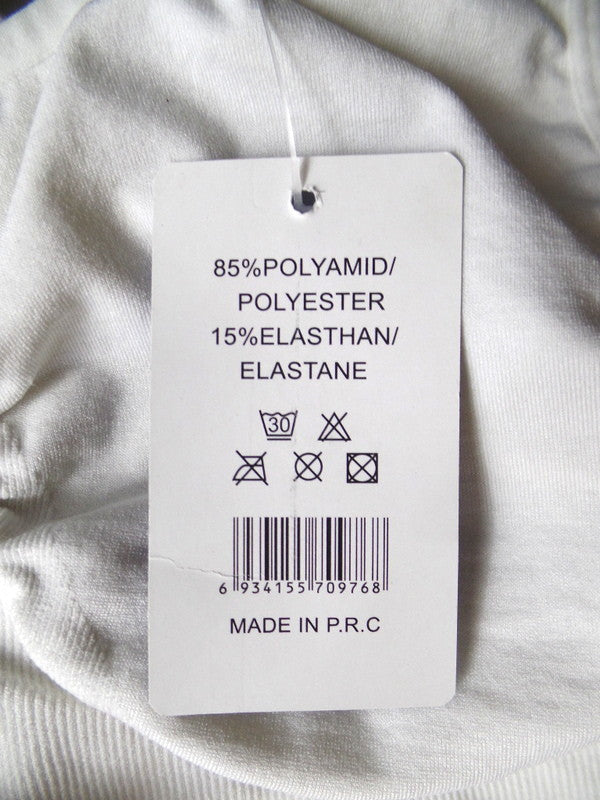 85%POLYAMID/
POLYESTER
15%ELASTHAN/
ELASTANE
30
6 934155 709768
MADE IN P.R.C